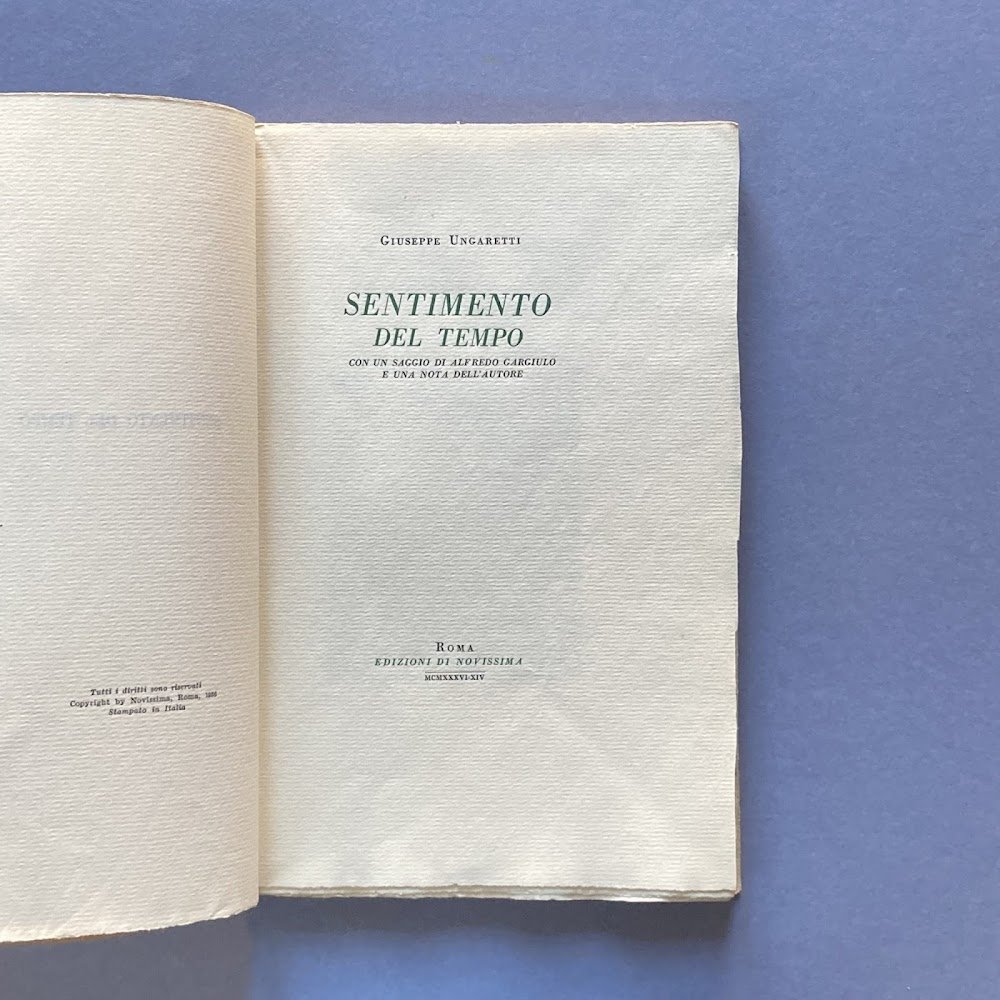 Tutti i diritti sono riservati
Copyright by Novissima, Roma, 1936
Stampato in Italia
GIUSEPPE UNGARETTI
SENTIMENTO
DEL TEMPO
CON UN SAGGIO DI ALFREDO GARGIULO
E UNA NOTA DELL'AUTORE
ROMA
EDIZIONI DI NOVISSIMA
MCMXXXVI-XIV